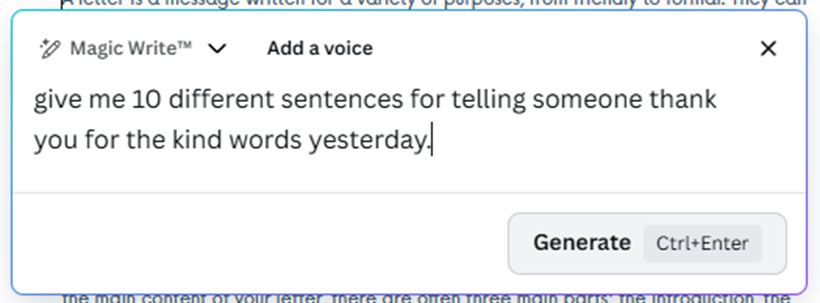 A letter is a message written for a variety of purposes, from friendly to formal. They can
Magic Write™ Add a voice
give me 10 different sentences for telling someone thank
you for the kind words yesterday.
Generate Ctrl+Enter
the main content of your letter, there are often three main parts: the introduction, the